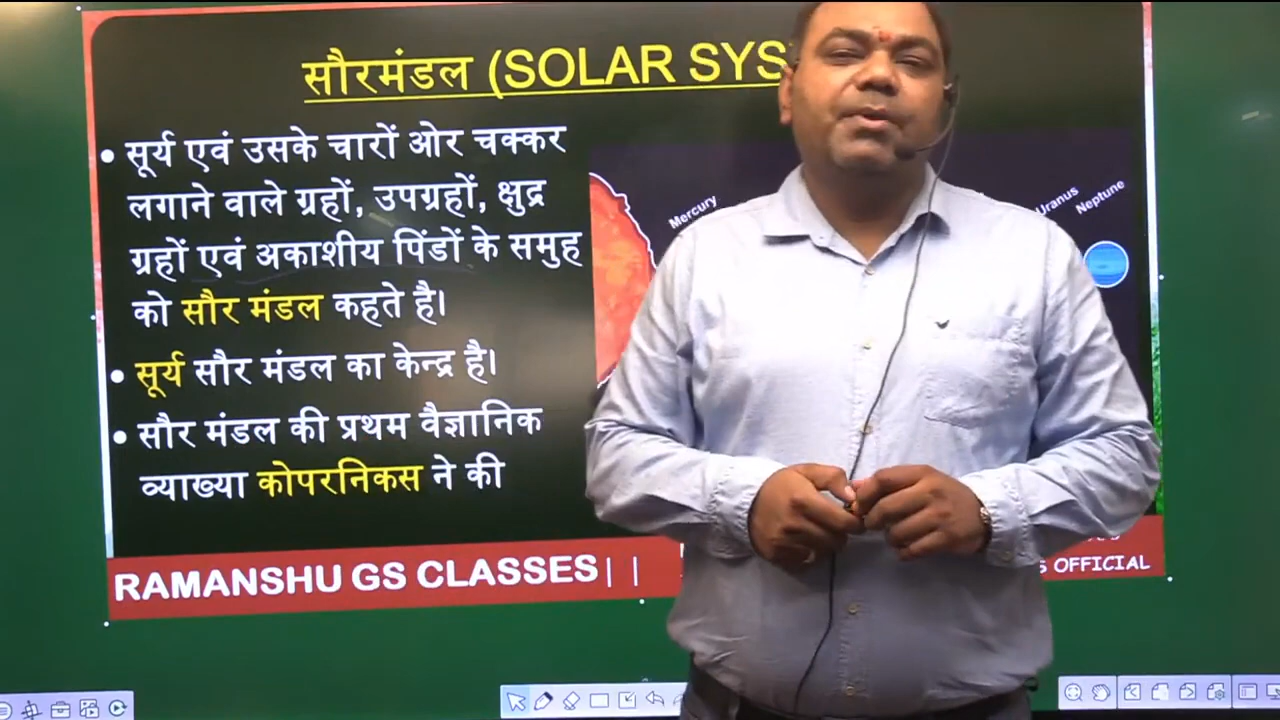 सौरमंडल (SOLAR SYS
• सूर्य एवं उसके चारों ओर चक्कर
लगाने वाले ग्रहों, उपग्रहों, क्षुद्र
ग्रहों एवं अकाशीय पिंडों के समुह
को सौर मंडल कहते है।
• सूर्य सौर मंडल का केन्द्र है।
• सौर मंडल की प्रथम वैज्ञानिक
व्याख्या कोपरनिकस ने की
Mercury
Uranus
Neptune
RAMANSHU GS CLASSES||
OFFICIAL